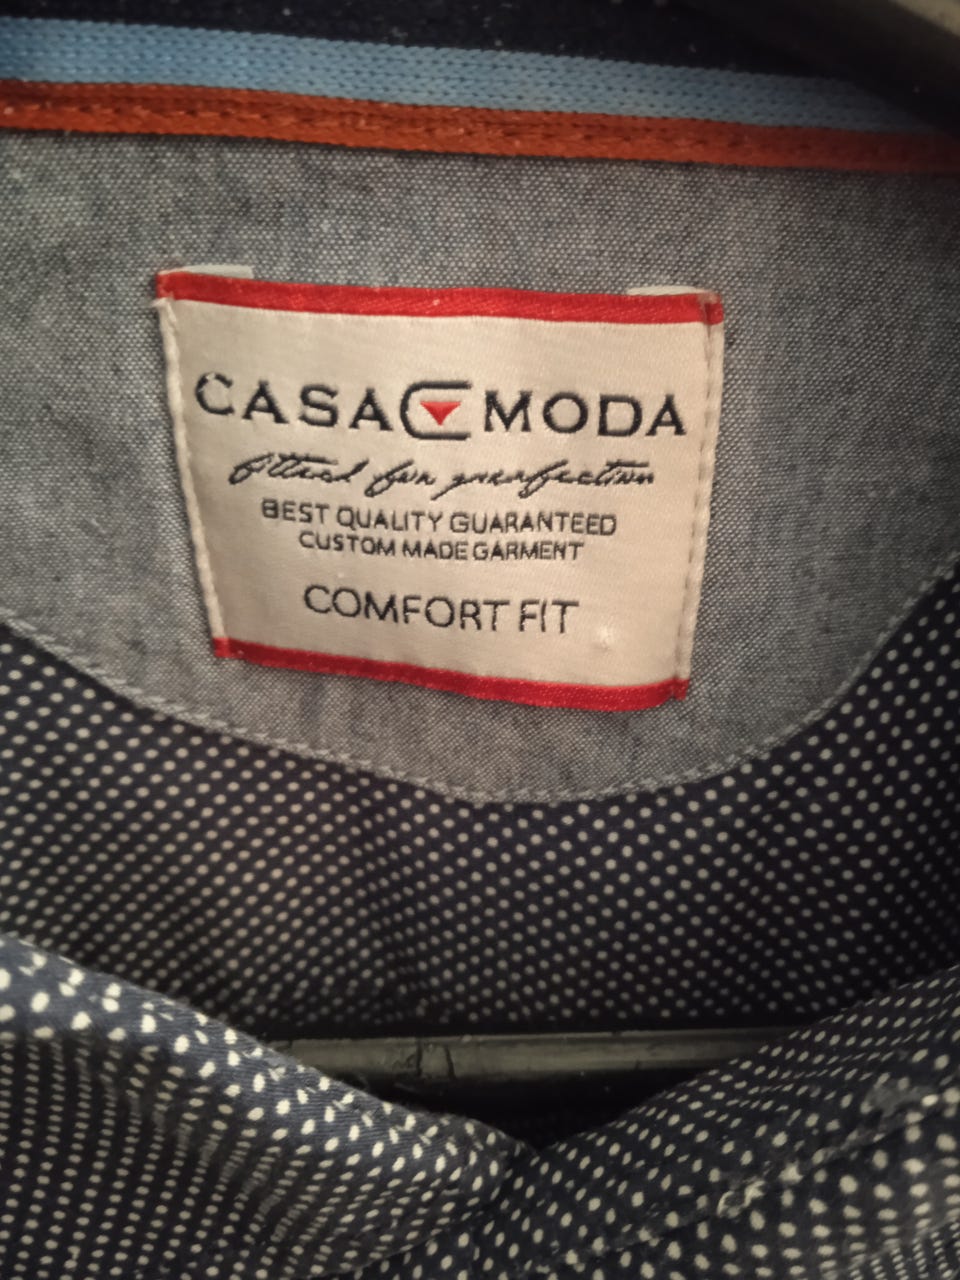 CASA MODA
fitted for perfection
BEST QUALITY GUARANTEED
CUSTOM MADE GARMENT
COMFORT FIT